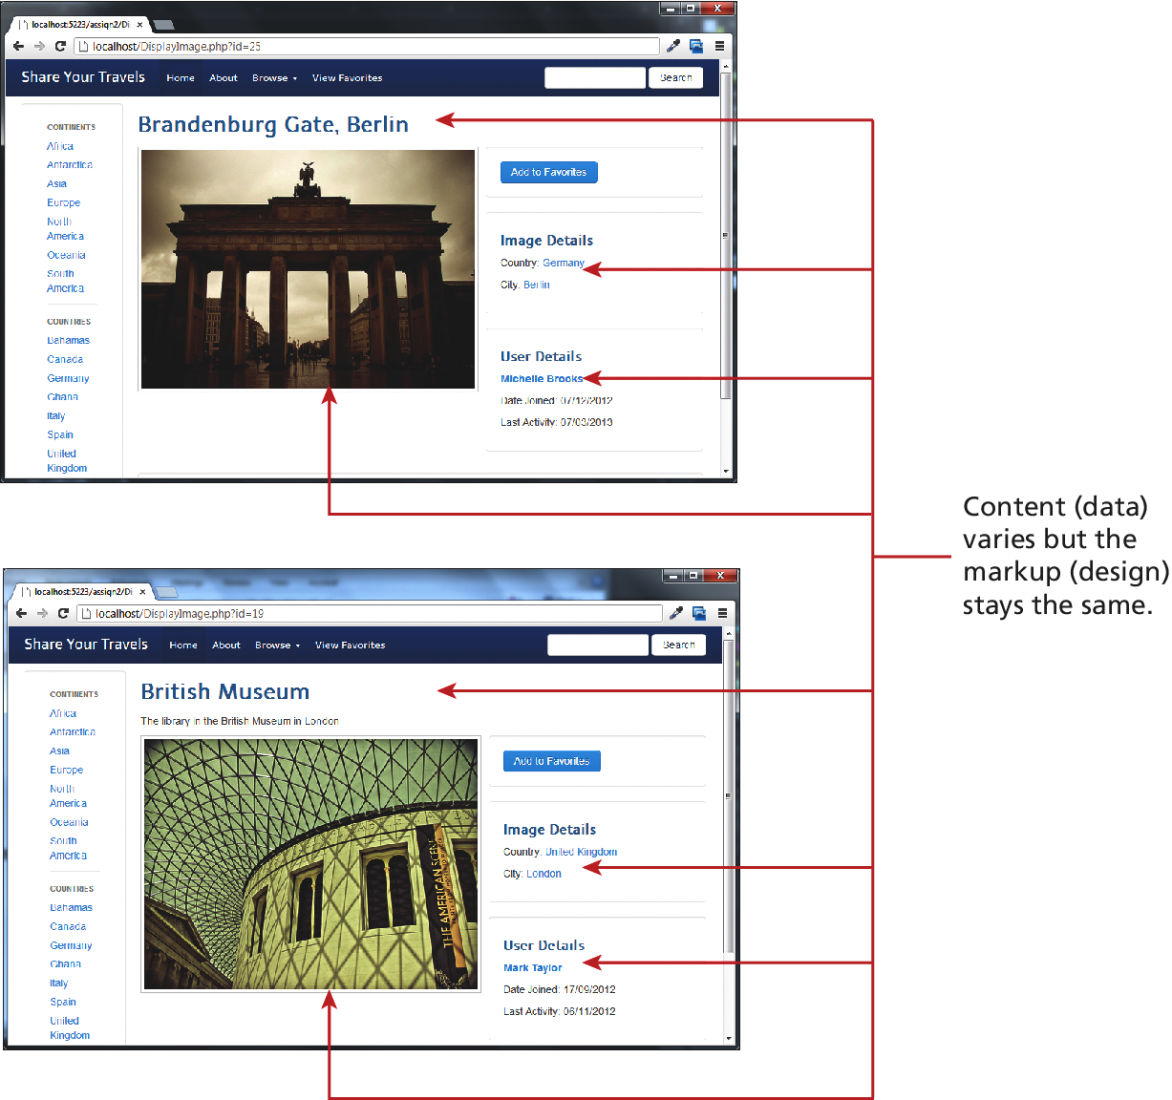 localhost:5223/assign2/Di ×
localhost/DisplayImage.php?id=25
Share Your Travels Home About Browse View Favorites Search
CONTINENTS
Africa
Antarctica
Asia
Europe
North
America
Oceania
South
America
COUNTRIES
Bahamas
Canada
Germany
Ghana
Italy
Spain
United
Kingdom
Brandenburg Gate, Berlin
Add to Favorites
Image Details
Country: Germany
City: Berlin
User Details
Michelle Brooks
Date Joined: 07/12/2012
Last Activity: 07/03/2013
Content (data)
varies but the
markup (design)
stays the same.
localhost:5223/assign2/Di ×
localhost/DisplayImage.php?id=19
Share Your Travels Home About Browse View Favorites Search
CONTINENTS
Africa
Antarctica
Asia
Europe
North
America
Oceania
South
America
COUNTRIES
Bahamas
Canada
Germany
Ghana
Italy
Spain
United
Kingdom
British Museum
The library in the British Museum in London
THE AMERICAN SCENE
Add to Favorites
Image Details
Country: United Kingdom
City: London
User Details
Mark Taylor
Date Joined: 17/09/2012
Last Activity: 06/11/2012